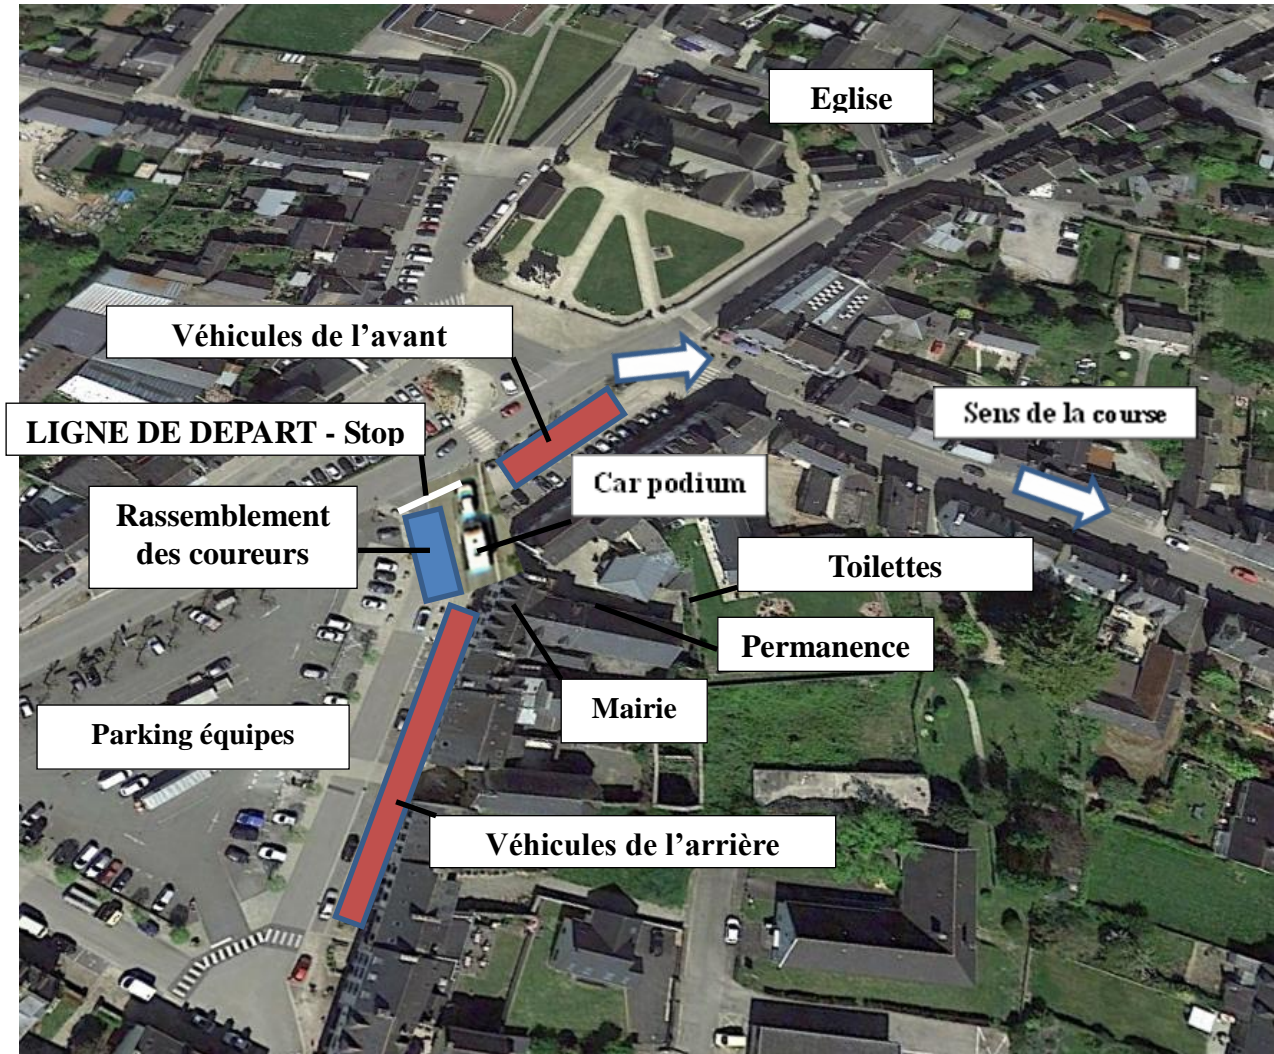 Eglise
Véhicules de l’avant
Sens de la course
LIGNE DE DEPART - Stop
Car podium
Rassemblement
des coureurs
Toilettes
Permanence
Mairie
Parking équipes
Véhicules de l’arrière